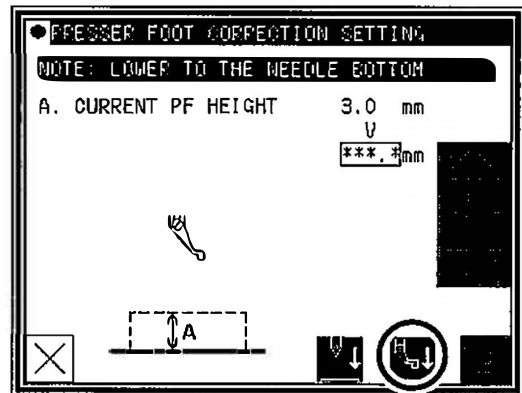 PRESSER FOOT CORRECTION SETTING
NOTE: LOWER TO THE NEEDLE BOTTOM
A. CURRENT PF HEIGHT 3.0 mm
***.*mm
A